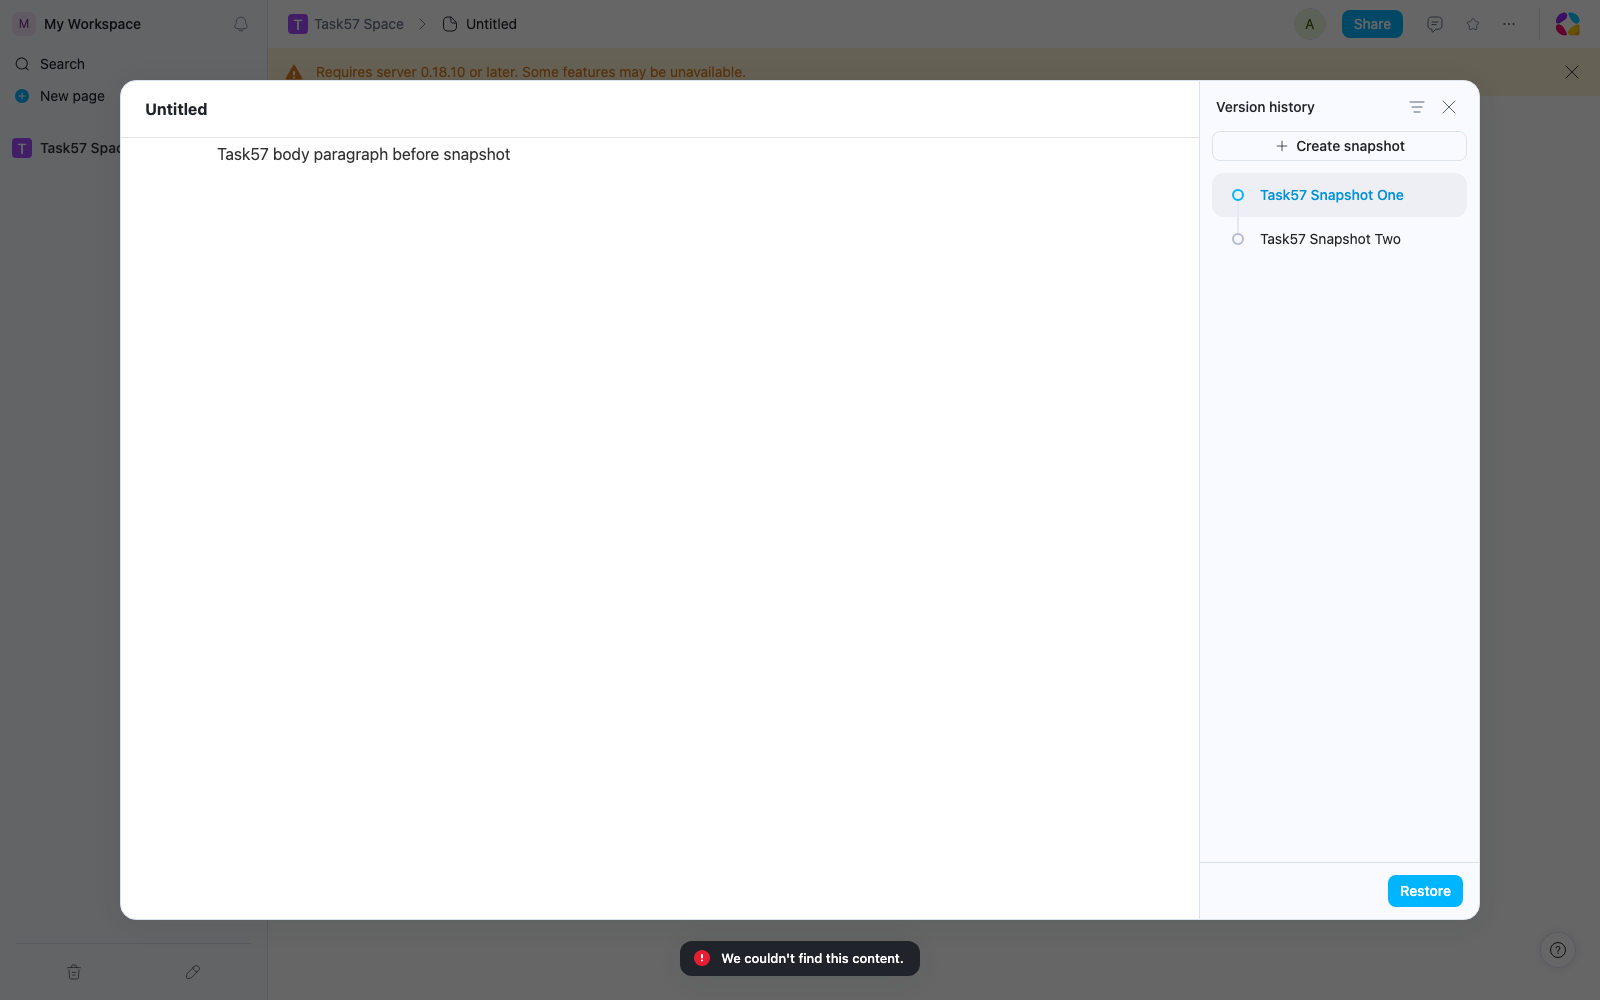 M My Workspace
Search
New page
T Task57 Spac
T Task57 Space > Untitled
A
Share
Requires server 0.18.10 or later. Some features may be unavailable.
Untitled
Task57 body paragraph before snapshot
Version history
Create snapshot
Task57 Snapshot One
Task57 Snapshot Two
Restore
We couldn't find this content.